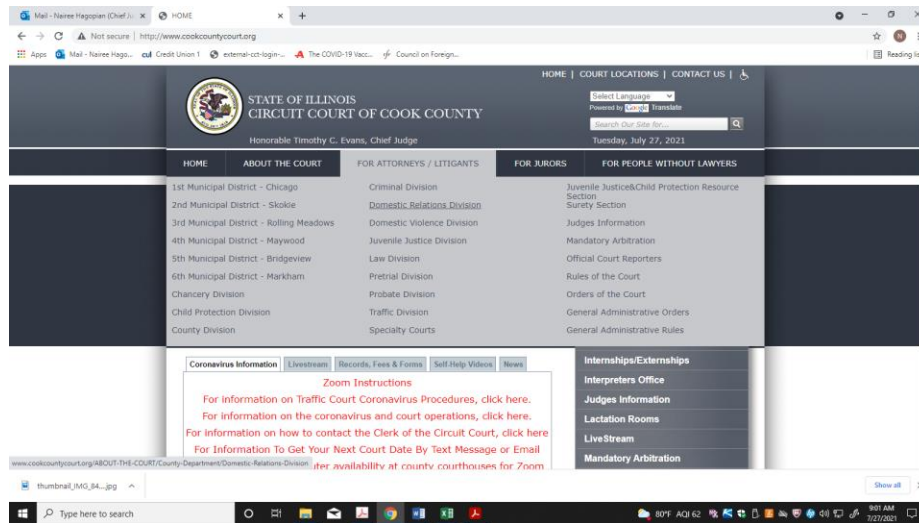 Mail - Nairee Hagopian (Chief Ju
HOME
Not secure | http://www.cookcountycourt.org
Apps
Mail - Nairee Hago...
Credit Union 1
external-cct-login-...
The COVID-19 Vacc...
Council on Foreign...
Reading lis
HOME | COURT LOCATIONS | CONTACT US |
STATE OF ILLINOIS
CIRCUIT COURT OF COOK COUNTY
Honorable Timothy C. Evans, Chief Judge
Select Language
Powered by Google Translate
Search Our Site for...
Tuesday, July 27, 2021
HOME
ABOUT THE COURT
FOR ATTORNEYS / LITIGANTS
FOR JURORS
FOR PEOPLE WITHOUT LAWYERS
1st Municipal District - Chicago
2nd Municipal District - Skokie
3rd Municipal District - Rolling Meadows
4th Municipal District - Maywood
5th Municipal District - Bridgeview
6th Municipal District - Markham
Chancery Division
Child Protection Division
County Division
Criminal Division
Domestic Relations Division
Domestic Violence Division
Juvenile Justice Division
Law Division
Pretrial Division
Probate Division
Traffic Division
Specialty Courts
Juvenile Justice&Child Protection Resource
Section
Surety Section
Judges Information
Mandatory Arbitration
Official Court Reporters
Rules of the Court
Orders of the Court
General Administrative Orders
General Administrative Rules
Coronavirus Information
Livestream
Records, Fees & Forms
Self-Help Videos
News
Zoom Instructions
For information on Traffic Court Coronavirus Procedures, click here.
For information on the coronavirus and court operations, click here.
For information on how to contact the Clerk of the Circuit Court, click here
For Information To Get Your Next Court Date By Text Message or Email
uter availability at county courthouses for Zoom
Internships/Externships
Interpreters Office
Judges Information
Lactation Rooms
LiveStream
Mandatory Arbitration
www.cookcountycourt.org/ABOUT-THE-COURT/County-Department/Domestic-Relations-Division
thumbnail_IMG_84....jpg
Show all
Type here to search
80°F AQI 62
9:01 AM
7/27/2021